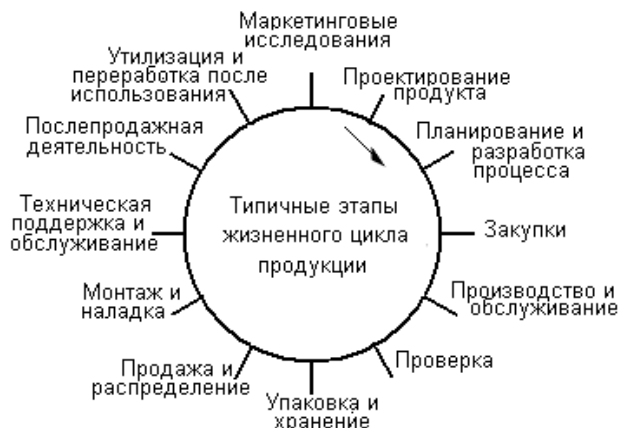 Маркетинговые
исследования
Проектирование
продукта
Планирование и
разработка
процесса
Закупки
Производство и
обслуживание
Проверка
Упаковка и
хранение
Продажа и
распределение
Монтаж и
наладка
Техническая
поддержка и
обслуживание
Послепродажная
деятельность
Утилизация и
переработка после
использования
Типичные этапы
жизненного цикла
продукции